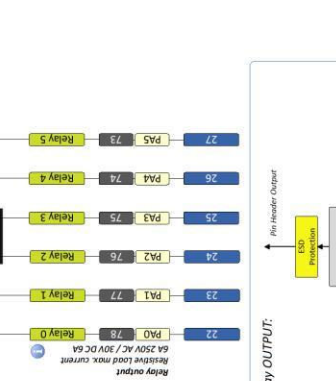 Relay output
Resistive load max. current
6A 250V AC / 30V DC 6A
22 PA0 78 Relay 0
23 PA1 77 Relay 1
24 PA2 76 Relay 2
25 PA3 75 Relay 3
26 PA4 74 Relay 4
27 PA5 73 Relay 5
Pin Header Output
ESD
Protection
OUTPUT: